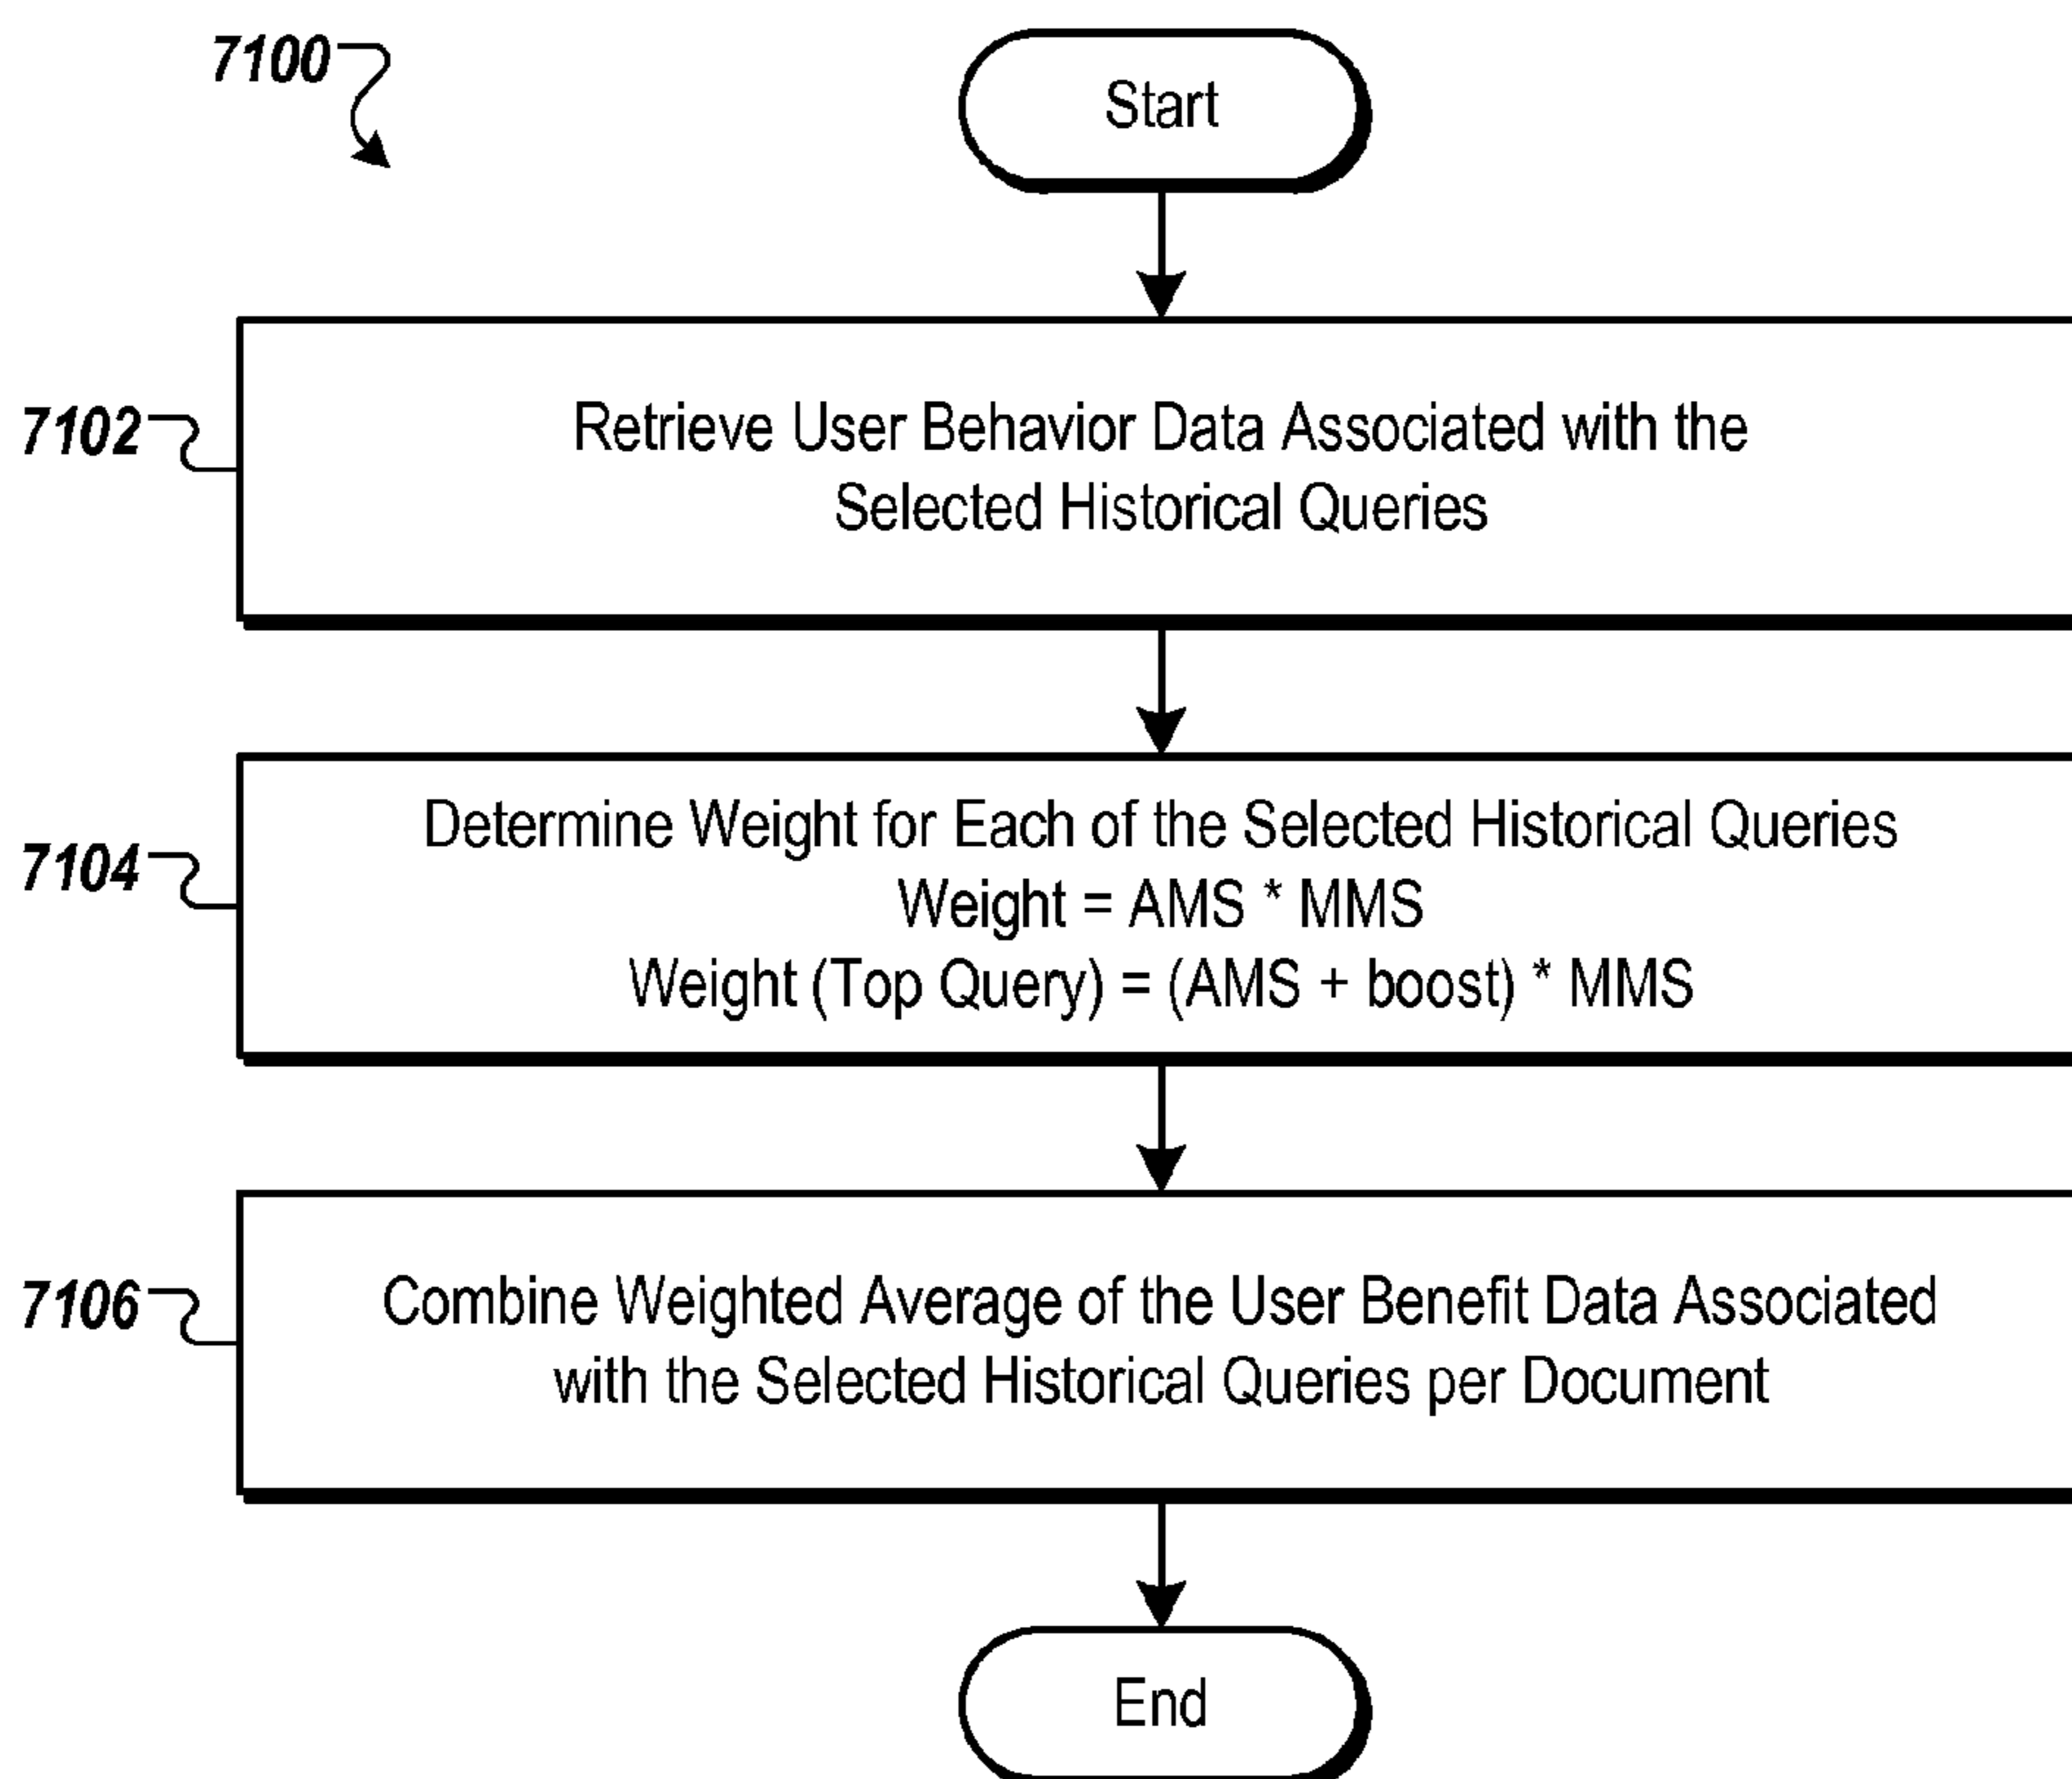 7100
Start
7102
Retrieve User Behavior Data Associated with the
Selected Historical Queries
7104
Determine Weight for Each of the Selected Historical Queries
Weight = AMS * MMS
Weight (Top Query) = (AMS + boost) * MMS
7106
Combine Weighted Average of the User Benefit Data Associated
with the Selected Historical Queries per Document
End